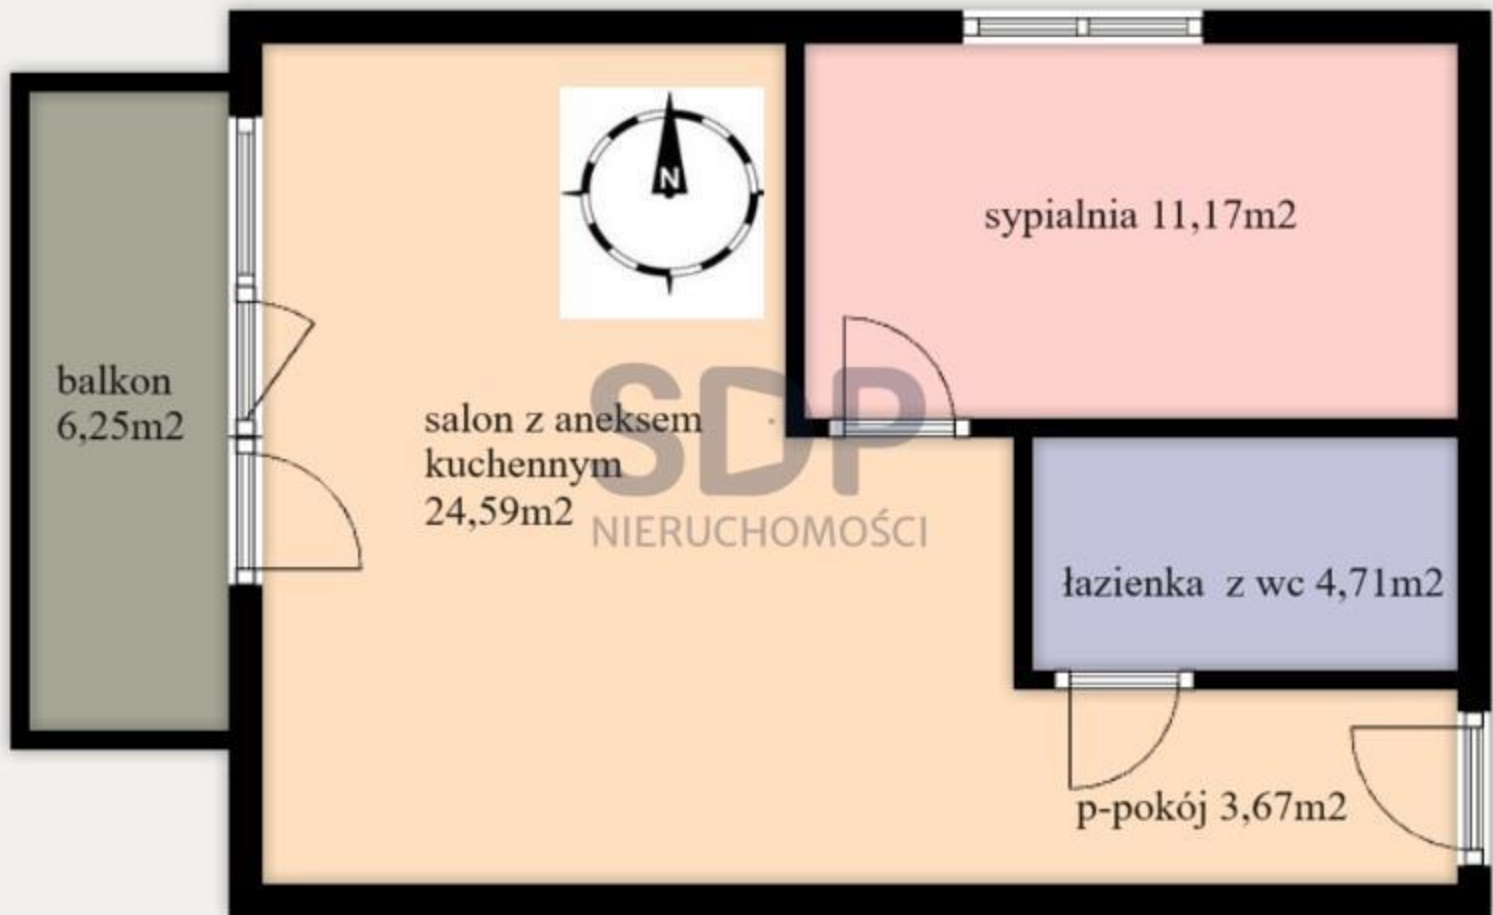 N
sypialnia 11,17m2
balkon
6,25m2
salon z aneksem
kuchennym
24,59m2
SDP
NIERUCHOMOŚCI
łazienka z wc 4,71m2
p-pokój 3,67m2